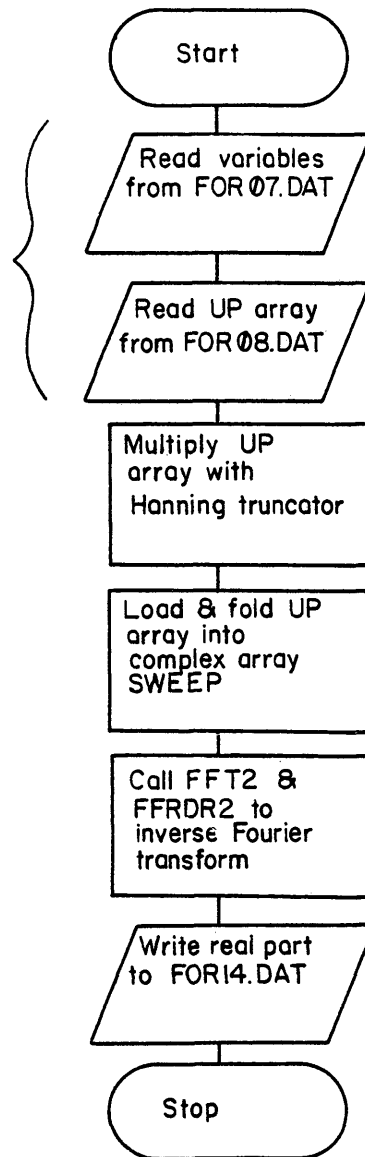 Start
Read variables
from FORØ7.DAT
Read UP array
from FORØ8.DAT
Multiply UP
array with
Hanning truncator
Load & fold UP
array into
complex array
SWEEP
Call FFT2 &
FFRDR2 to
inverse Fourier
transform
Write real part
to FOR14.DAT
Stop